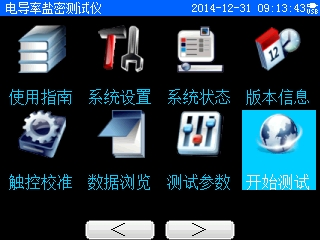 电导率盐密测试仪 2014-12-31 09:13:43 USB
使用指南 系统设置 系统状态 版本信息
触控校准 数据浏览 测试参数 开始测试
< >